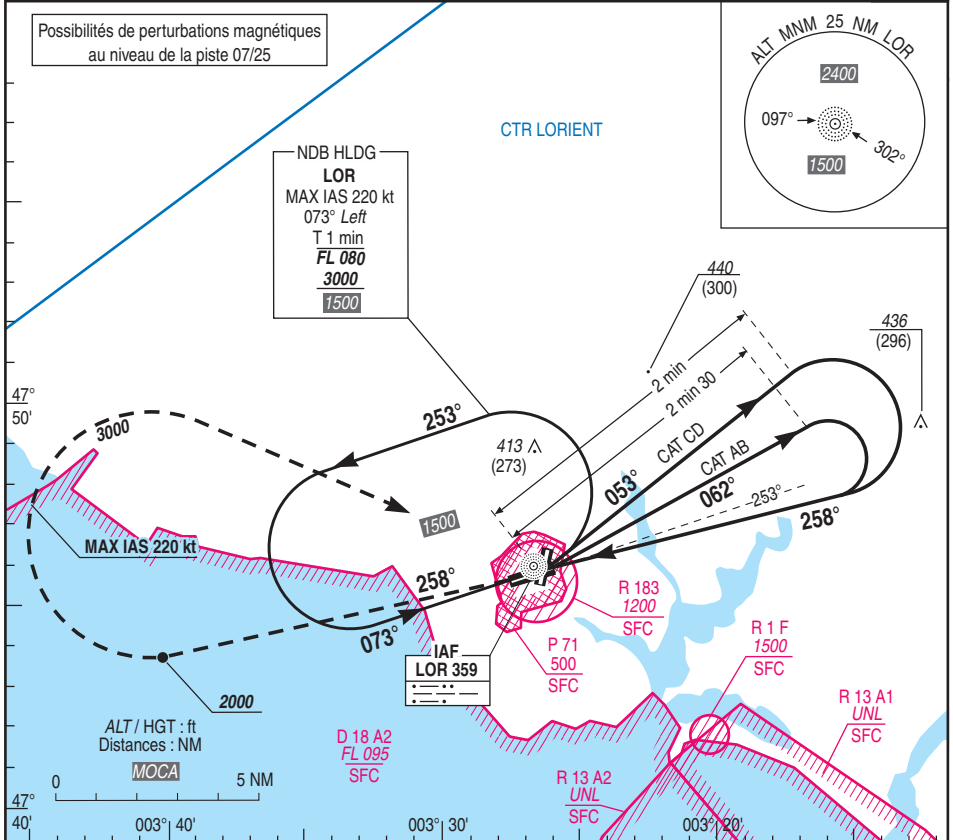 Possibilités de perturbations magnétiques
au niveau de la piste 07/25
ALT MNM 25 NM LOR
2400
097°
302°
1500
CTR LORIENT
NDB HLDG
LOR
MAX IAS 220 kt
073° Left
T 1 min
FL 080
3000
1500
440
(300)
436
(296)
47°
50'
3000
253°
413
(273)
2 min
2 min 30
CAT CD
CAT AB
053°
062°
253°
258°
1500
MAX IAS 220 kt
258°
073°
R 183
1200
SFC
P 71
500
SFC
IAF
LOR 359
R 1 F
1500
SFC
R 13 A1
UNL
SFC
2000
ALT / HGT : ft
Distances : NM
MOCA
0
5 NM
D 18 A2
FL 095
SFC
R 13 A2
UNL
SFC
47°
40'
003° 40'
003° 30'
003° 20'